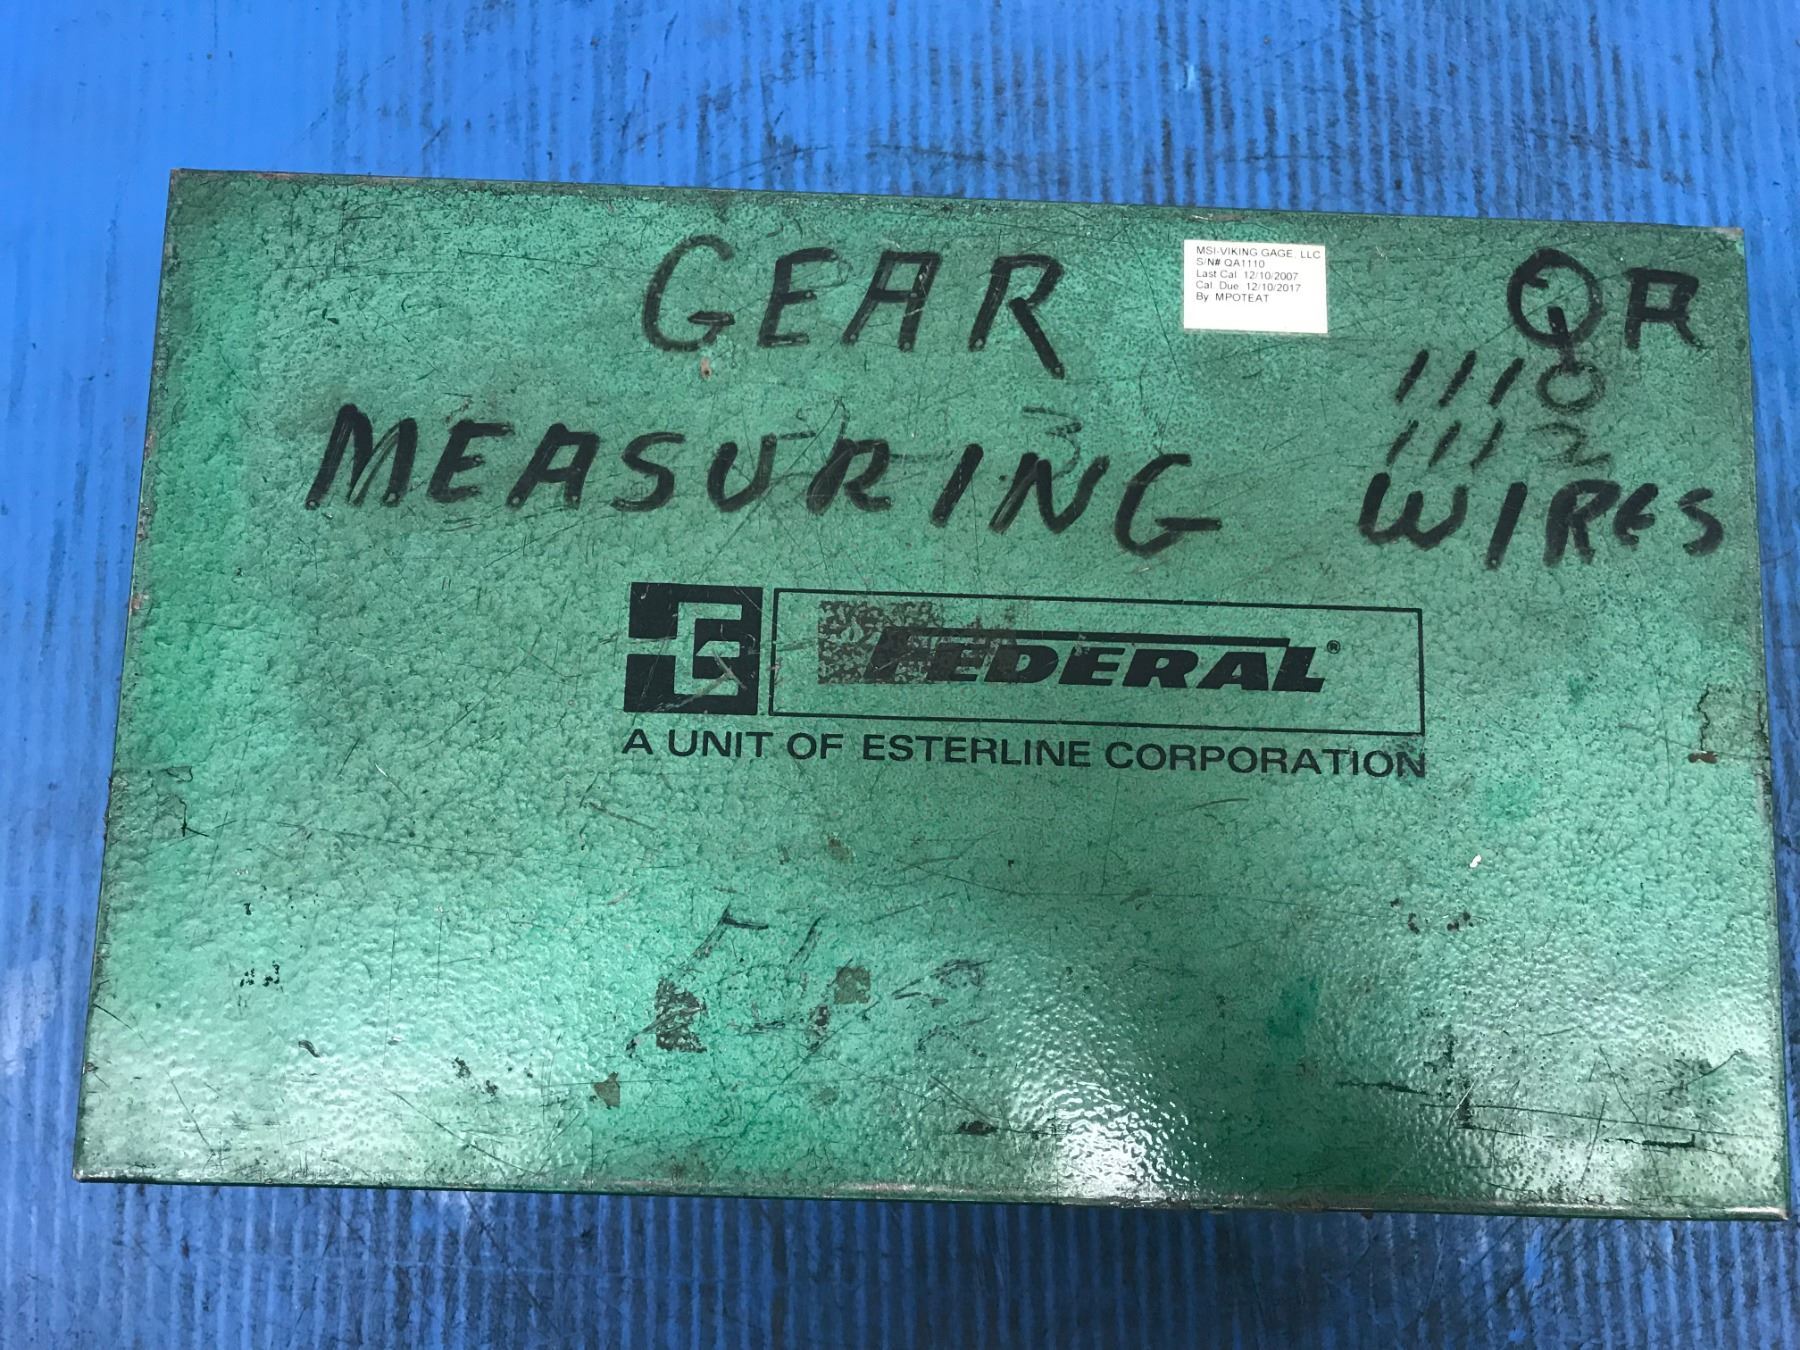 GEAR
MEASURING
MSI-VIKING GAGE, LLC
S/N# QA1110
Last Cal 12/10/2007
Cal. Due 12/10/2017
By MPOTEAT
QA
1110
1112
WIRES
FEDERAL®
A UNIT OF ESTERLINE CORPORATION